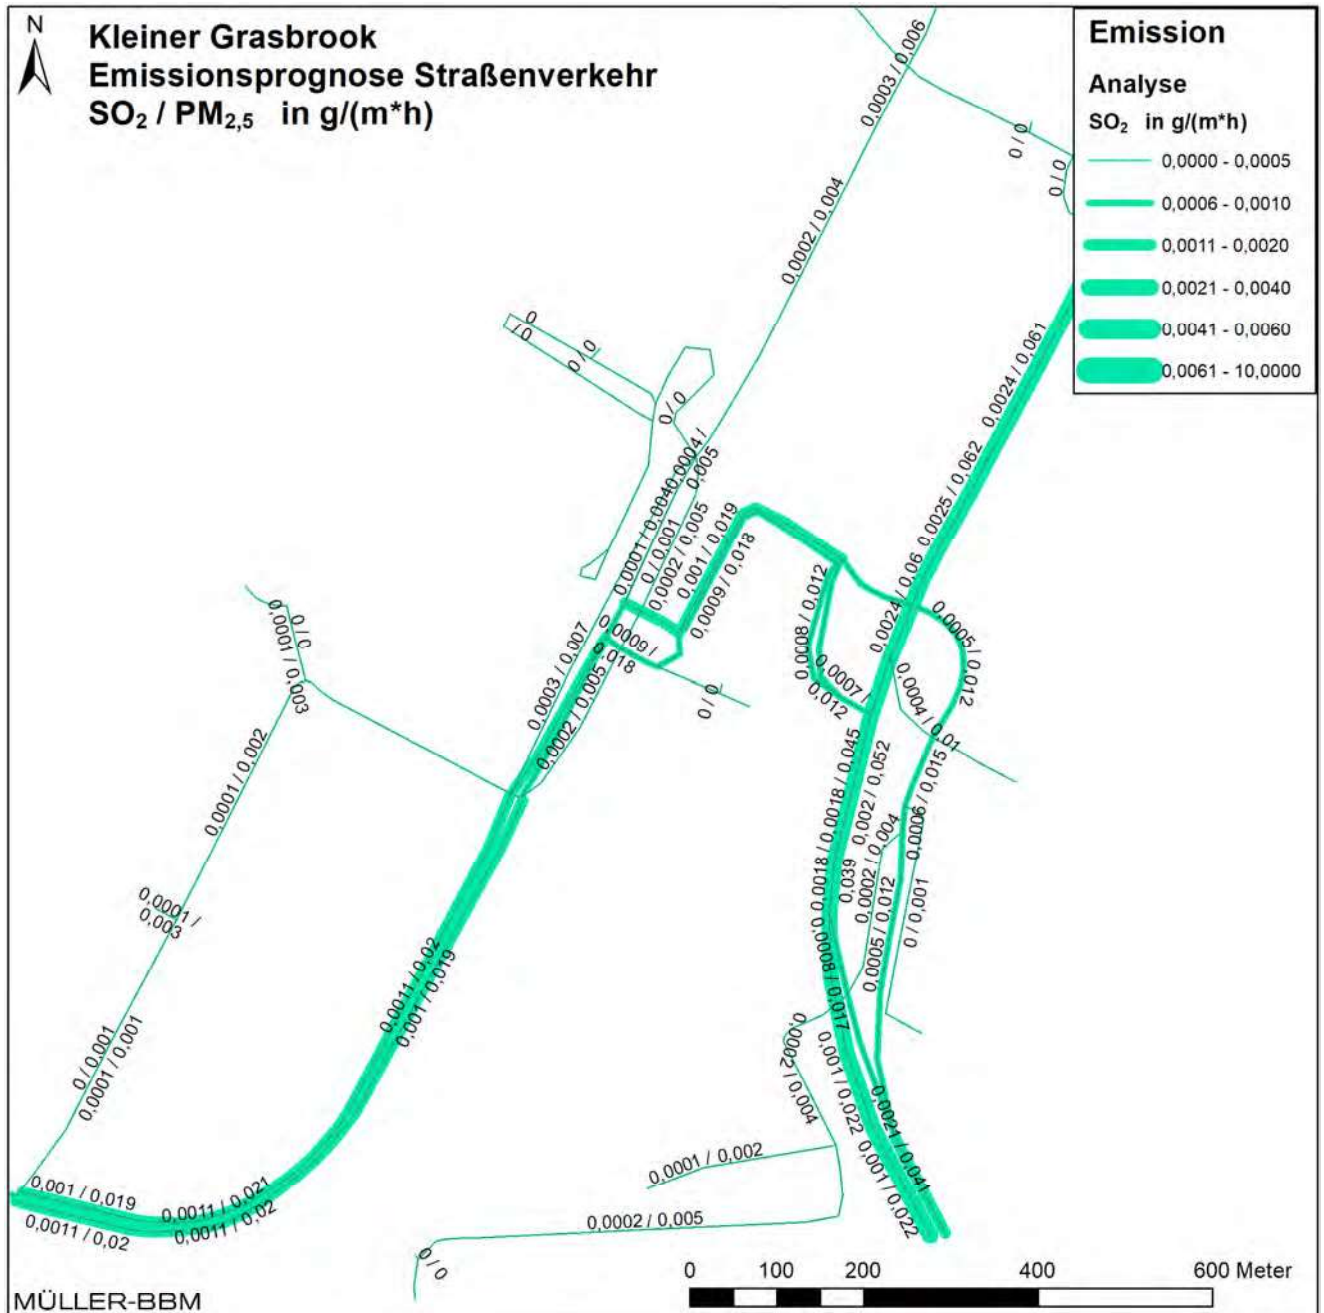 N
Kleiner Grasbrook
Emissionsprognose Straßenverkehr
SO₂ / PM₂,₅ in g/(m*h)
Emission
Analyse
SO₂ in g/(m*h)
0,0000 - 0,0005
0,0006 - 0,0010
0,0011 - 0,0020
0,0021 - 0,0040
0,0041 - 0,0060
0,0061 - 10,0000
0,0003 / 0,006
0 / 0
0 / 0
0,0002 / 0,004
0
/ 0
0 / 0
0 / 0
0,0024 / 0,061
0,0004 /
0,005
0,0025 / 0,062
0,0001 / 0,004
0 / 0,001
0,0002 / 0,005
0,001 / 0,019
0,0009 / 0,018
0,0008 / 0,012
0,0024 / 0,06
0,0005 / 0,012
0 / 0
0,0001 / 0,003
0,0009 /
0,018
0,0003 / 0,007
0,0002 / 0,005
0 / 0
0,0007 /
0,012
0,0004 / 0,01
0,0001 / 0,002
0,0018 / 0,045
0,002 / 0,052
0,0006 / 0,015
0,0018 /
0,039
0,0002 / 0,004
0,0001 /
0,003
0,0005 / 0,012
0 / 0,001
0,0011 / 0,02
0,001 / 0,019
0,0008 / 0,017
0 / 0,001
0,0001 / 0,001
0,0002 / 0,004
0,001 / 0,022
0,0021 / 0,041
0,001 / 0,022
0,0001 / 0,002
0,001 / 0,019
0,0011 / 0,02
0,0011 / 0,021
0,0011 / 0,02
0,0002 / 0,005
0 / 0
0 100 200 400 600 Meter
MÜLLER-BBM